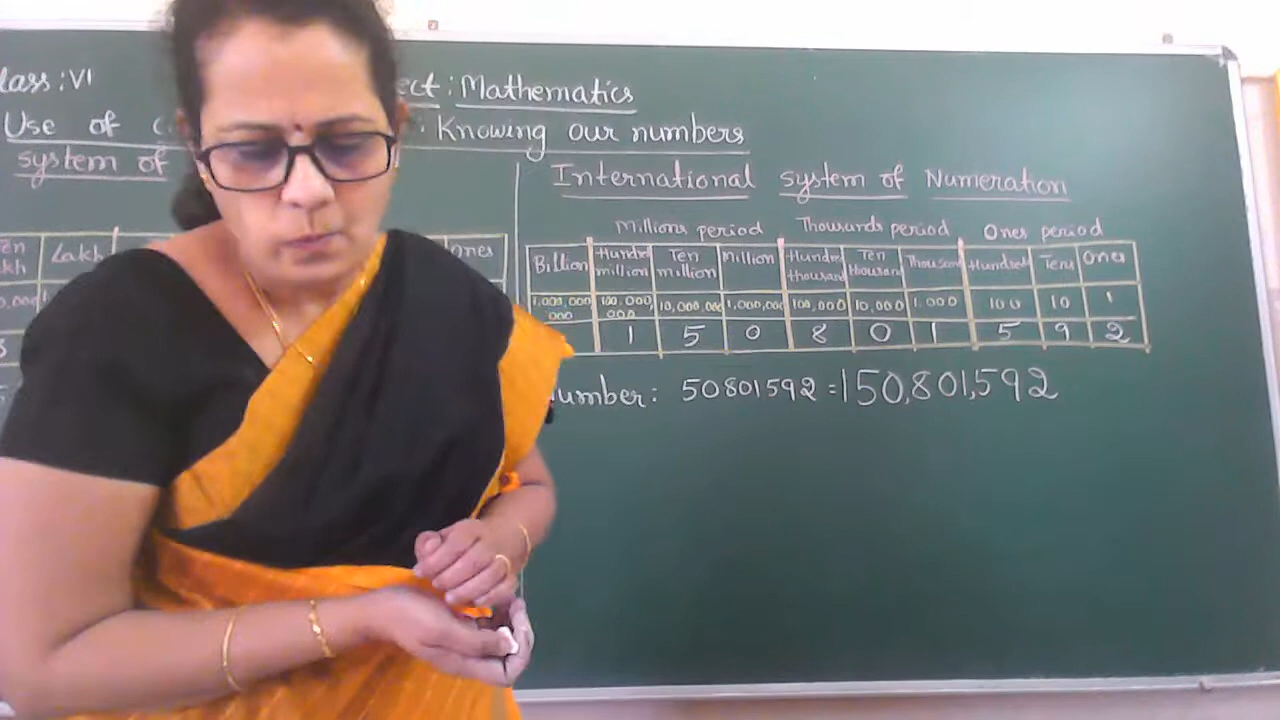 lass : VI
ect : Mathematics
Use of
: Knowing our numbers
system of
International system of Numeration
Millions period Thousands period Ones period
Lakh
Ones
Billion Hundred million Ten million Million Hundred thousand Ten thousand Thousand Hundreds Tens Ones
1,000,000,000 100,000,000 10,000,000 1,000,000 100,000 10,000 1,000 100 10 1
1 5 0 8 0 1 5 9 2
umber : 50801592 = 150,801,592